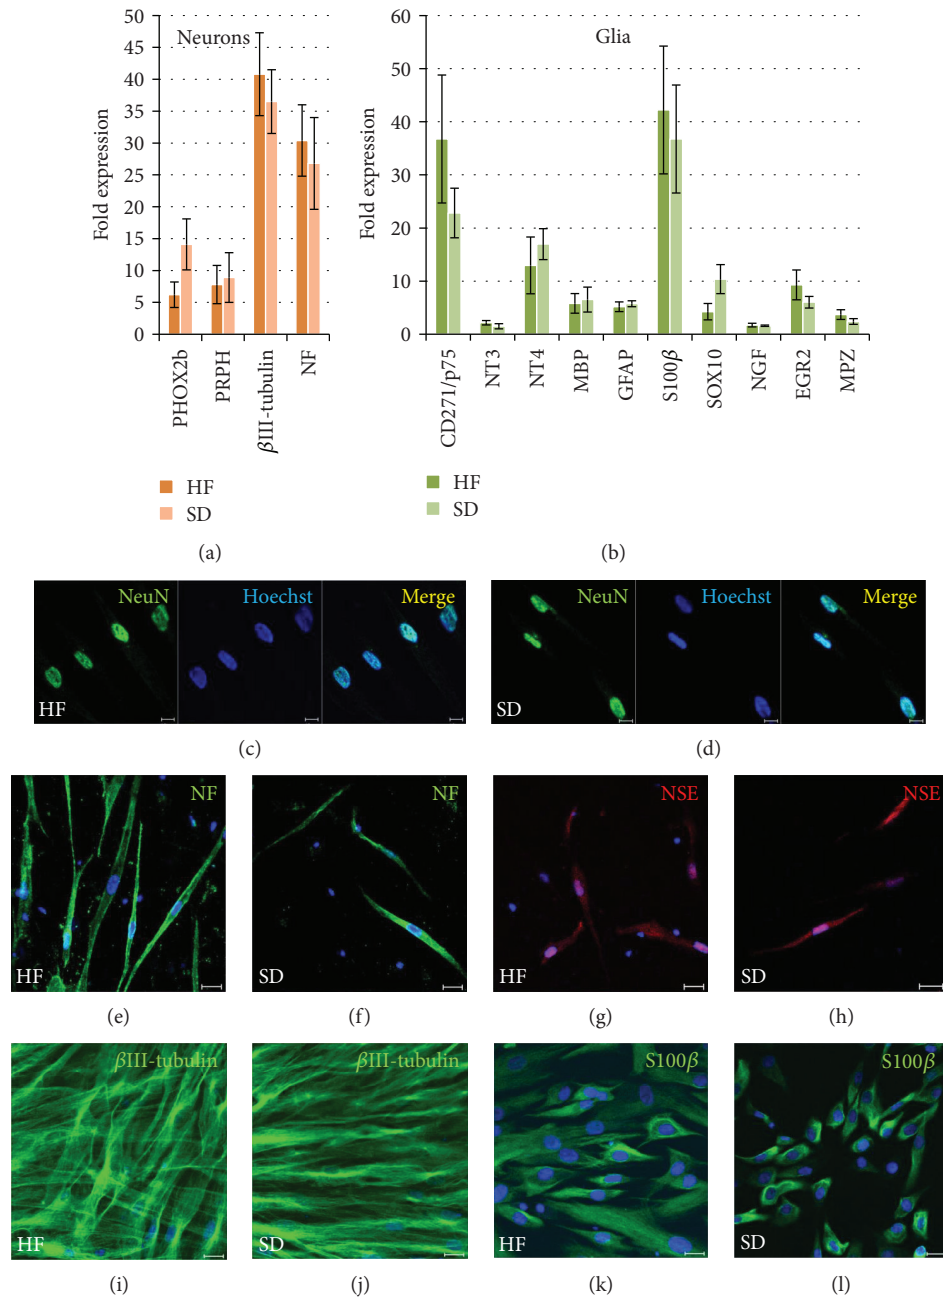 Neurons
Fold expression
50
45
40
35
30
25
20
15
10
5
0
PHOX2b
PRPH
βIII-tubulin
NF
HF
SD
(a)
Glia
Fold expression
60
50
40
30
20
10
0
CD271/p75
NT3
NT4
MBP
GFAP
S100β
SOX10
NGF
EGR2
MPZ
HF
SD
(b)
NeuN Hoechst Merge
HF
(c)
NeuN Hoechst Merge
SD
(d)
NF
HF
(e)
NF
SD
(f)
NSE
HF
(g)
NSE
SD
(h)
βIII-tubulin
HF
(i)
βIII-tubulin
SD
(j)
S100β
HF
(k)
S100β
SD
(l)